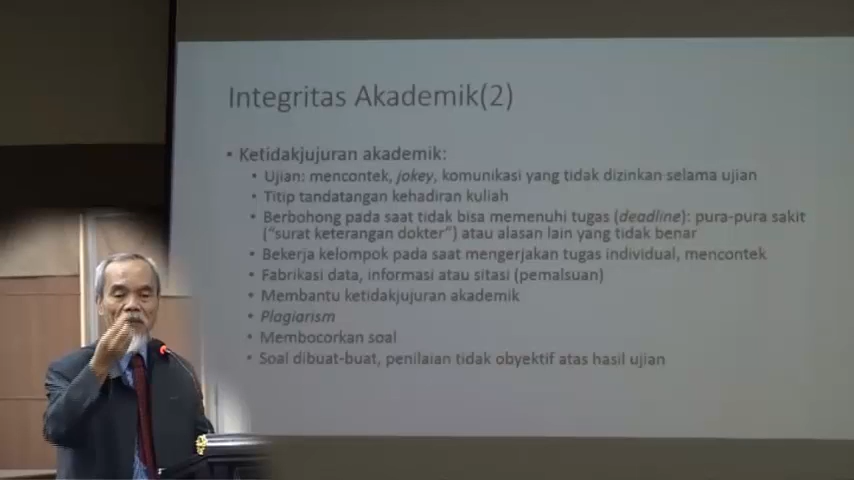 Integritas Akademik(2)
• Ketidakjujuran akademik:
• Ujian: mencontek, jokey, komunikasi yang tidak dizinkan selama ujian
• Titip tandatangan kehadiran kuliah
• Berbohong pada saat tidak bisa memenuhi tugas (deadline): pura-pura sakit
("surat keterangan dokter") atau alasan lain yang tidak benar
• Bekerja kelompok pada saat mengerjakan tugas individual, mencontek
• Fabrikasi data, informasi atau sitasi (pemalsuan)
• Membantu ketidakjujuran akademik
• Plagiarism
• Membocorkan soal
• Soal dibuat-buat, penilaian tidak obyektif atas hasil ujian